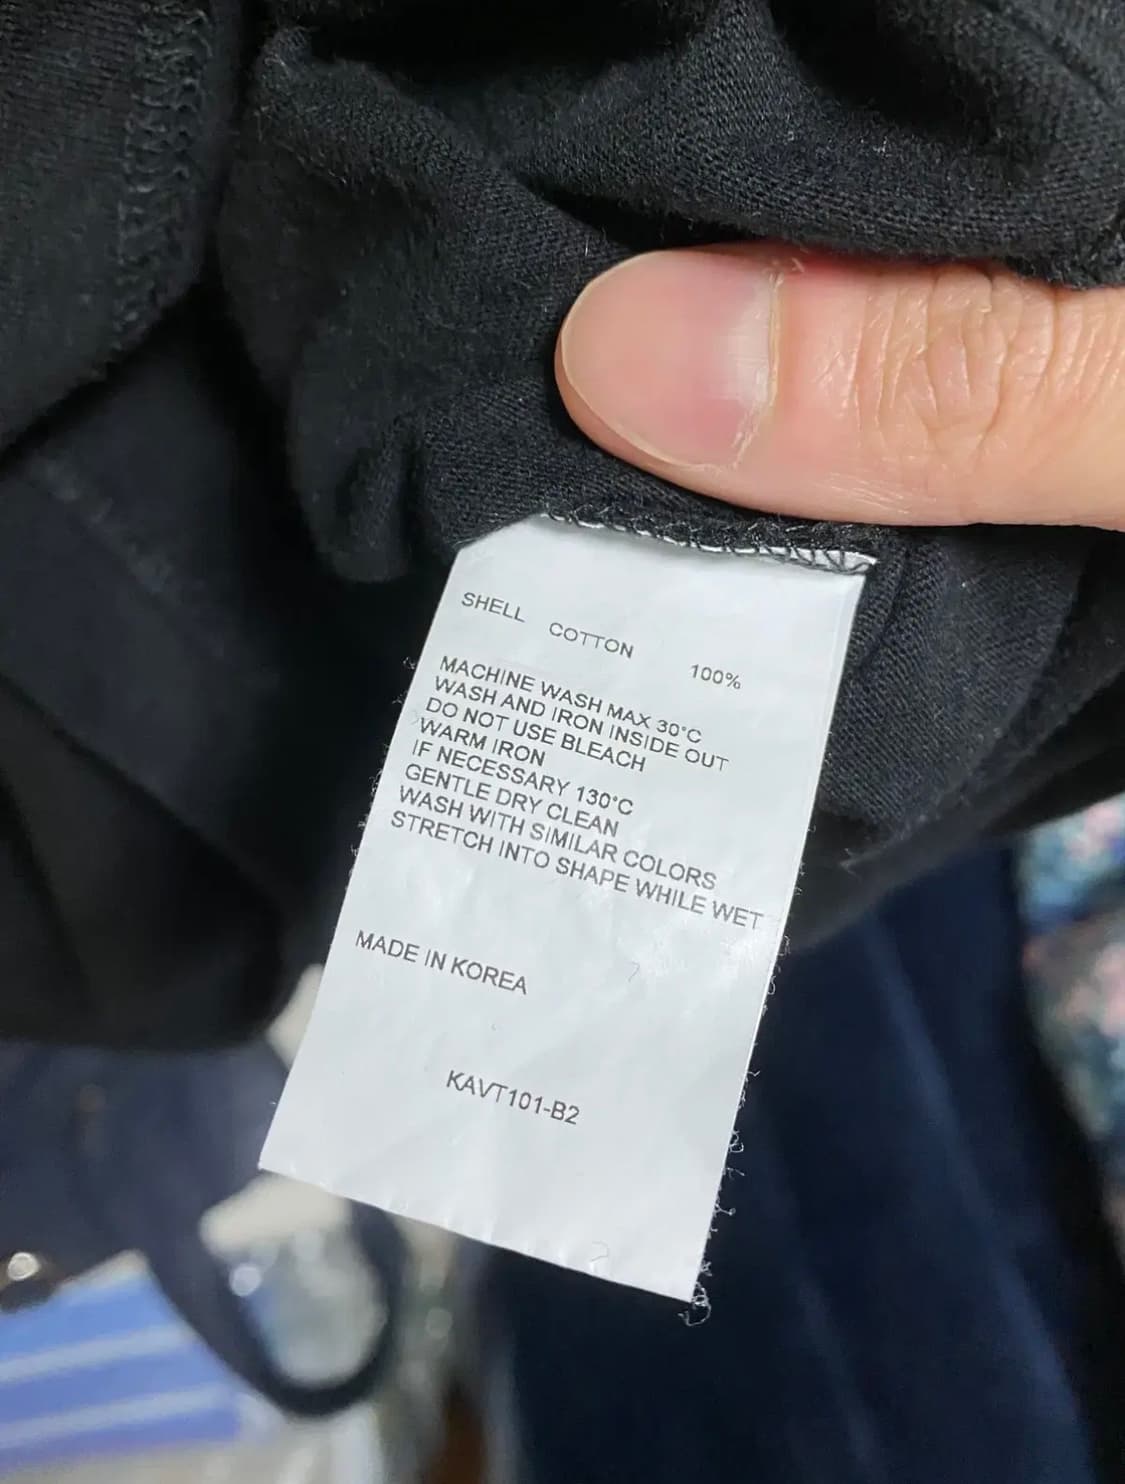 SHELL COTTON 100%
MACHINE WASH MAX 30°C
WASH AND IRON INSIDE OUT
DO NOT USE BLEACH
WARM IRON
IF NECESSARY 130°C
GENTLE DRY CLEAN
WASH WITH SIMILAR COLORS
STRETCH INTO SHAPE WHILE WET
MADE IN KOREA
KAVT101-B2